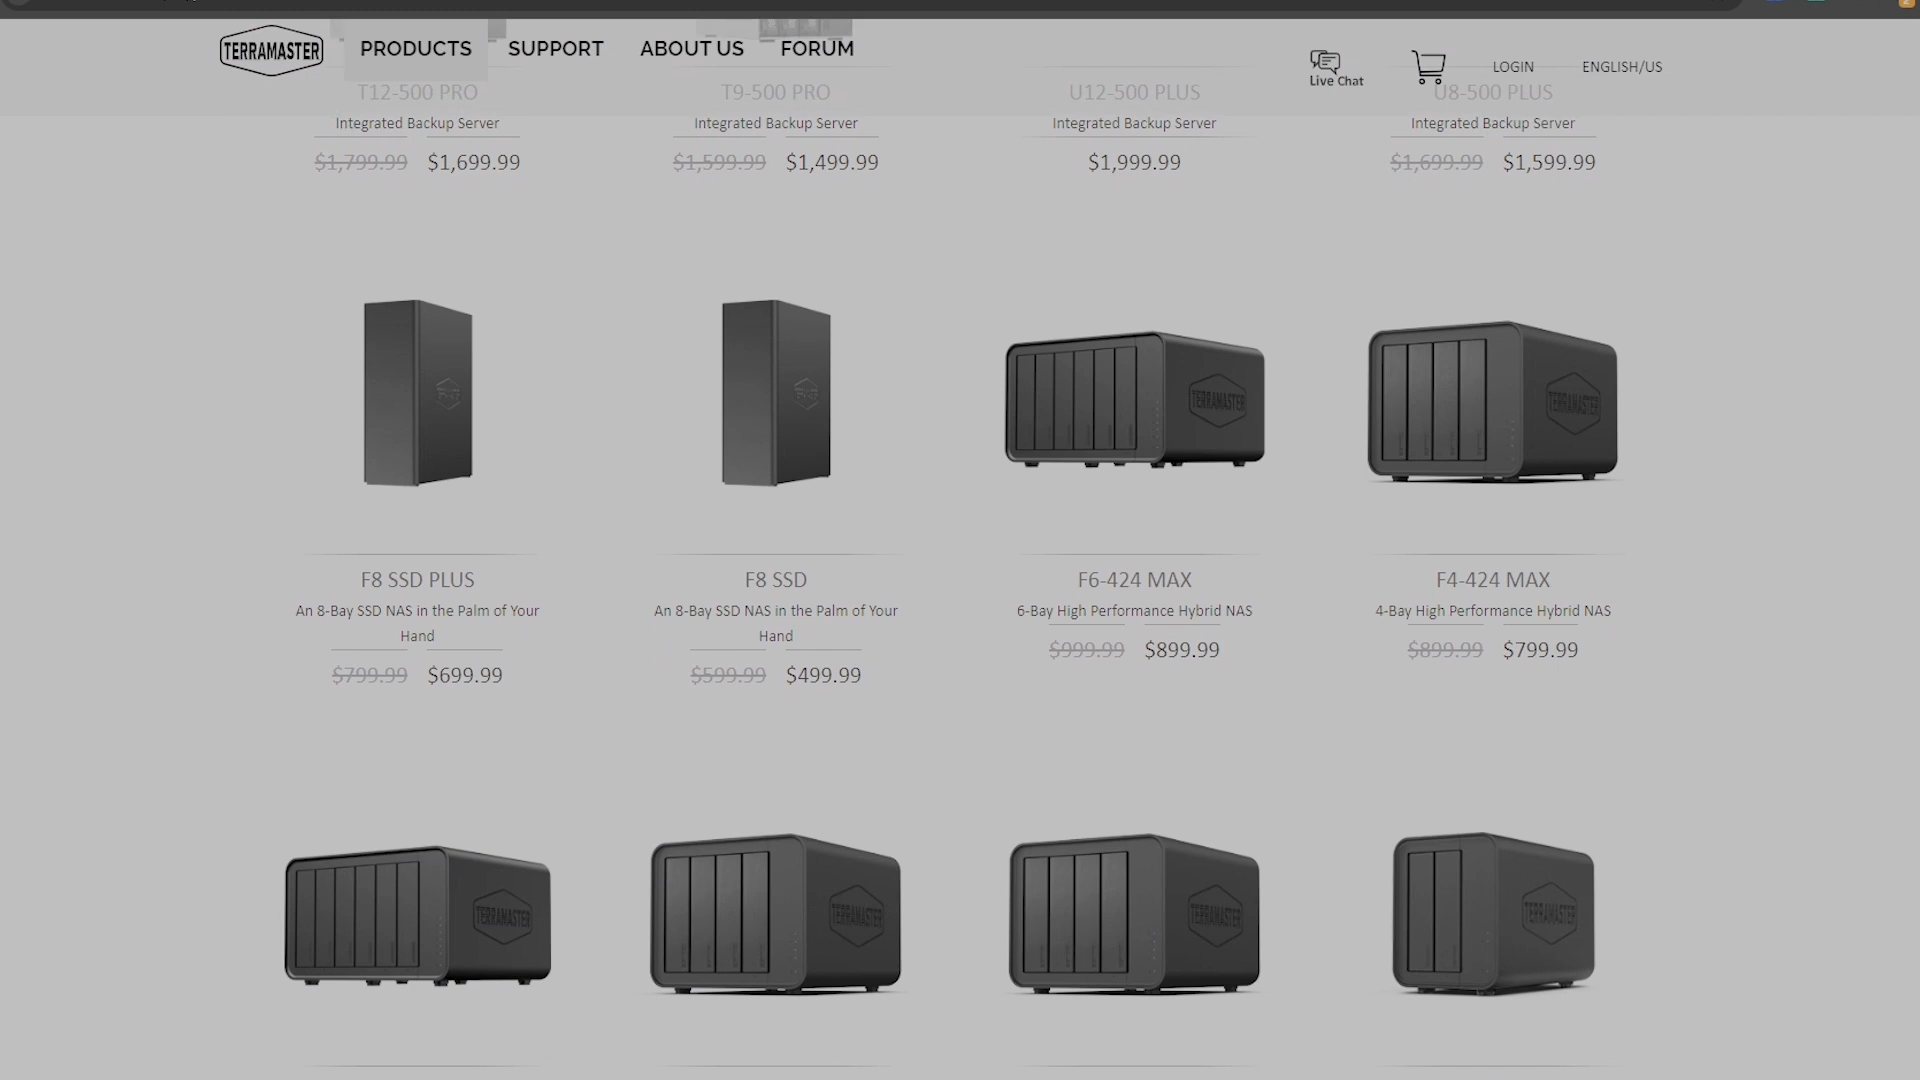 TERRAMASTER
PRODUCTS SUPPORT ABOUT US FORUM
Live Chat
LOGIN ENGLISH/US
T12-500 PRO T9-500 PRO U12-500 PLUS U8-500 PLUS
Integrated Backup Server Integrated Backup Server Integrated Backup Server Integrated Backup Server
$1,799.99 $1,699.99 $1,599.99 $1,499.99 $1,999.99 $1,699.99 $1,599.99
TERRAMASTER TERRAMASTER
F8 SSD PLUS F8 SSD F6-424 MAX F4-424 MAX
An 8-Bay SSD NAS in the Palm of Your An 8-Bay SSD NAS in the Palm of Your 6-Bay High Performance Hybrid NAS 4-Bay High Performance Hybrid NAS
Hand Hand
$999.99 $899.99 $899.99 $799.99
$799.99 $699.99 $599.99 $499.99
TERRAMASTER TERRAMASTER TERRAMASTER TERRAMASTER